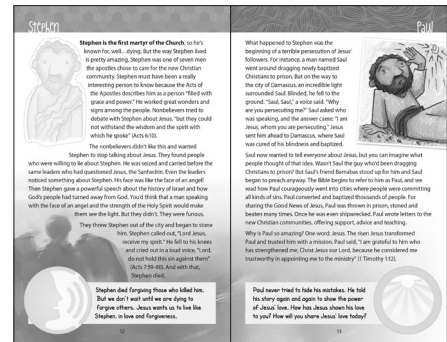 Stephen
Stephen is the first martyr of the Church, so he's
known for, well…dying. But the way Stephen lived
is pretty amazing. Stephen was one of seven men
the apostles chose to care for the new Christian
community. Stephen must have been a really
interesting person to know because the Acts of
the Apostles describes him as a person "filled with
grace and power." He worked great wonders and
signs among the people. Nonbelievers tried to
debate with Stephen about Jesus, "but they could
not withstand the wisdom and the spirit with
which he spoke" (Acts 6:10).
The nonbelievers didn't like this and wanted
Stephen to stop talking about Jesus. They found people
who were willing to lie about Stephen. He was seized and carried before the
same leaders who had questioned Jesus, the Sanhedrin. Even the leaders
noticed something about Stephen. His face was like the face of an angel!
Then Stephen gave a powerful speech about the history of Israel and how
God's people had turned away from God. You'd think that a man speaking
with the face of an angel and the strength of the Holy Spirit would make
them see the light. But they didn't. They were furious.
They threw Stephen out of the city and began to stone
him. Stephen called out, "Lord Jesus,
receive my spirit." He fell to his knees
and cried out in a loud voice, "Lord,
do not hold this sin against them"
(Acts 7:59–60). And with that,
Stephen died.
Stephen died forgiving those who killed him.
But we don't wait until we are dying to
forgive others. Jesus wants us to live like
Stephen, in love and forgiveness.
12
Paul
What happened to Stephen was the
beginning of a terrible persecution of Jesus'
followers. For instance, a man named Saul
went around dragging newly baptized
Christians to prison. But on the way to
the city of Damascus, an incredible light
surrounded Saul. Blinded, he fell to the
ground. "Saul, Saul," a voice said. "Why
are you persecuting me?" Saul asked who
was speaking, and the answer came: "I am
Jesus, whom you are persecuting." Jesus
sent him ahead to Damascus, where Saul
was cured of his blindness and baptized.
Saul now wanted to tell everyone about Jesus, but you can imagine what
people thought of that idea. Wasn't Saul the guy who'd been dragging
Christians to prison? But Saul's friend Barnabas stood up for him and Saul
began to preach anyway. The Bible begins to refer to him as Paul, and we
read how Paul courageously went into cities where people were committing
all kinds of sins. Paul converted and baptized thousands of people. For
sharing the Good News of Jesus, Paul was thrown in prison, stoned and
beaten many times. Once he was even shipwrecked. Paul wrote letters to the
new Christian communities, offering support, advice and teaching.
Why is Paul so amazing? One word: Jesus. The risen Jesus transformed
Paul and trusted him with a mission. Paul said, "I am grateful to him who
has strengthened me, Christ Jesus our Lord, because he considered me
trustworthy in appointing me to the ministry" (1 Timothy 1:12).
Paul never tried to hide his mistakes. He told
his story again and again to show the power
of Jesus' love. How has Jesus shown his love
to you? How will you share Jesus' love today?
13